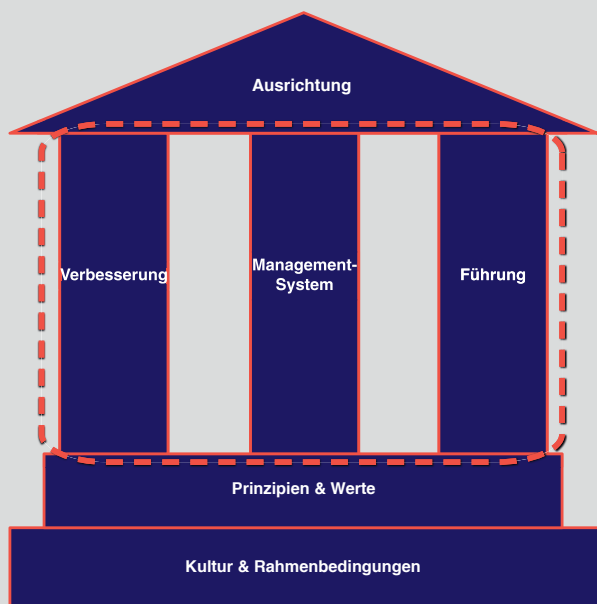 Ausrichtung
Verbesserung
Management-
System
Führung
Prinzipien & Werte
Kultur & Rahmenbedingungen